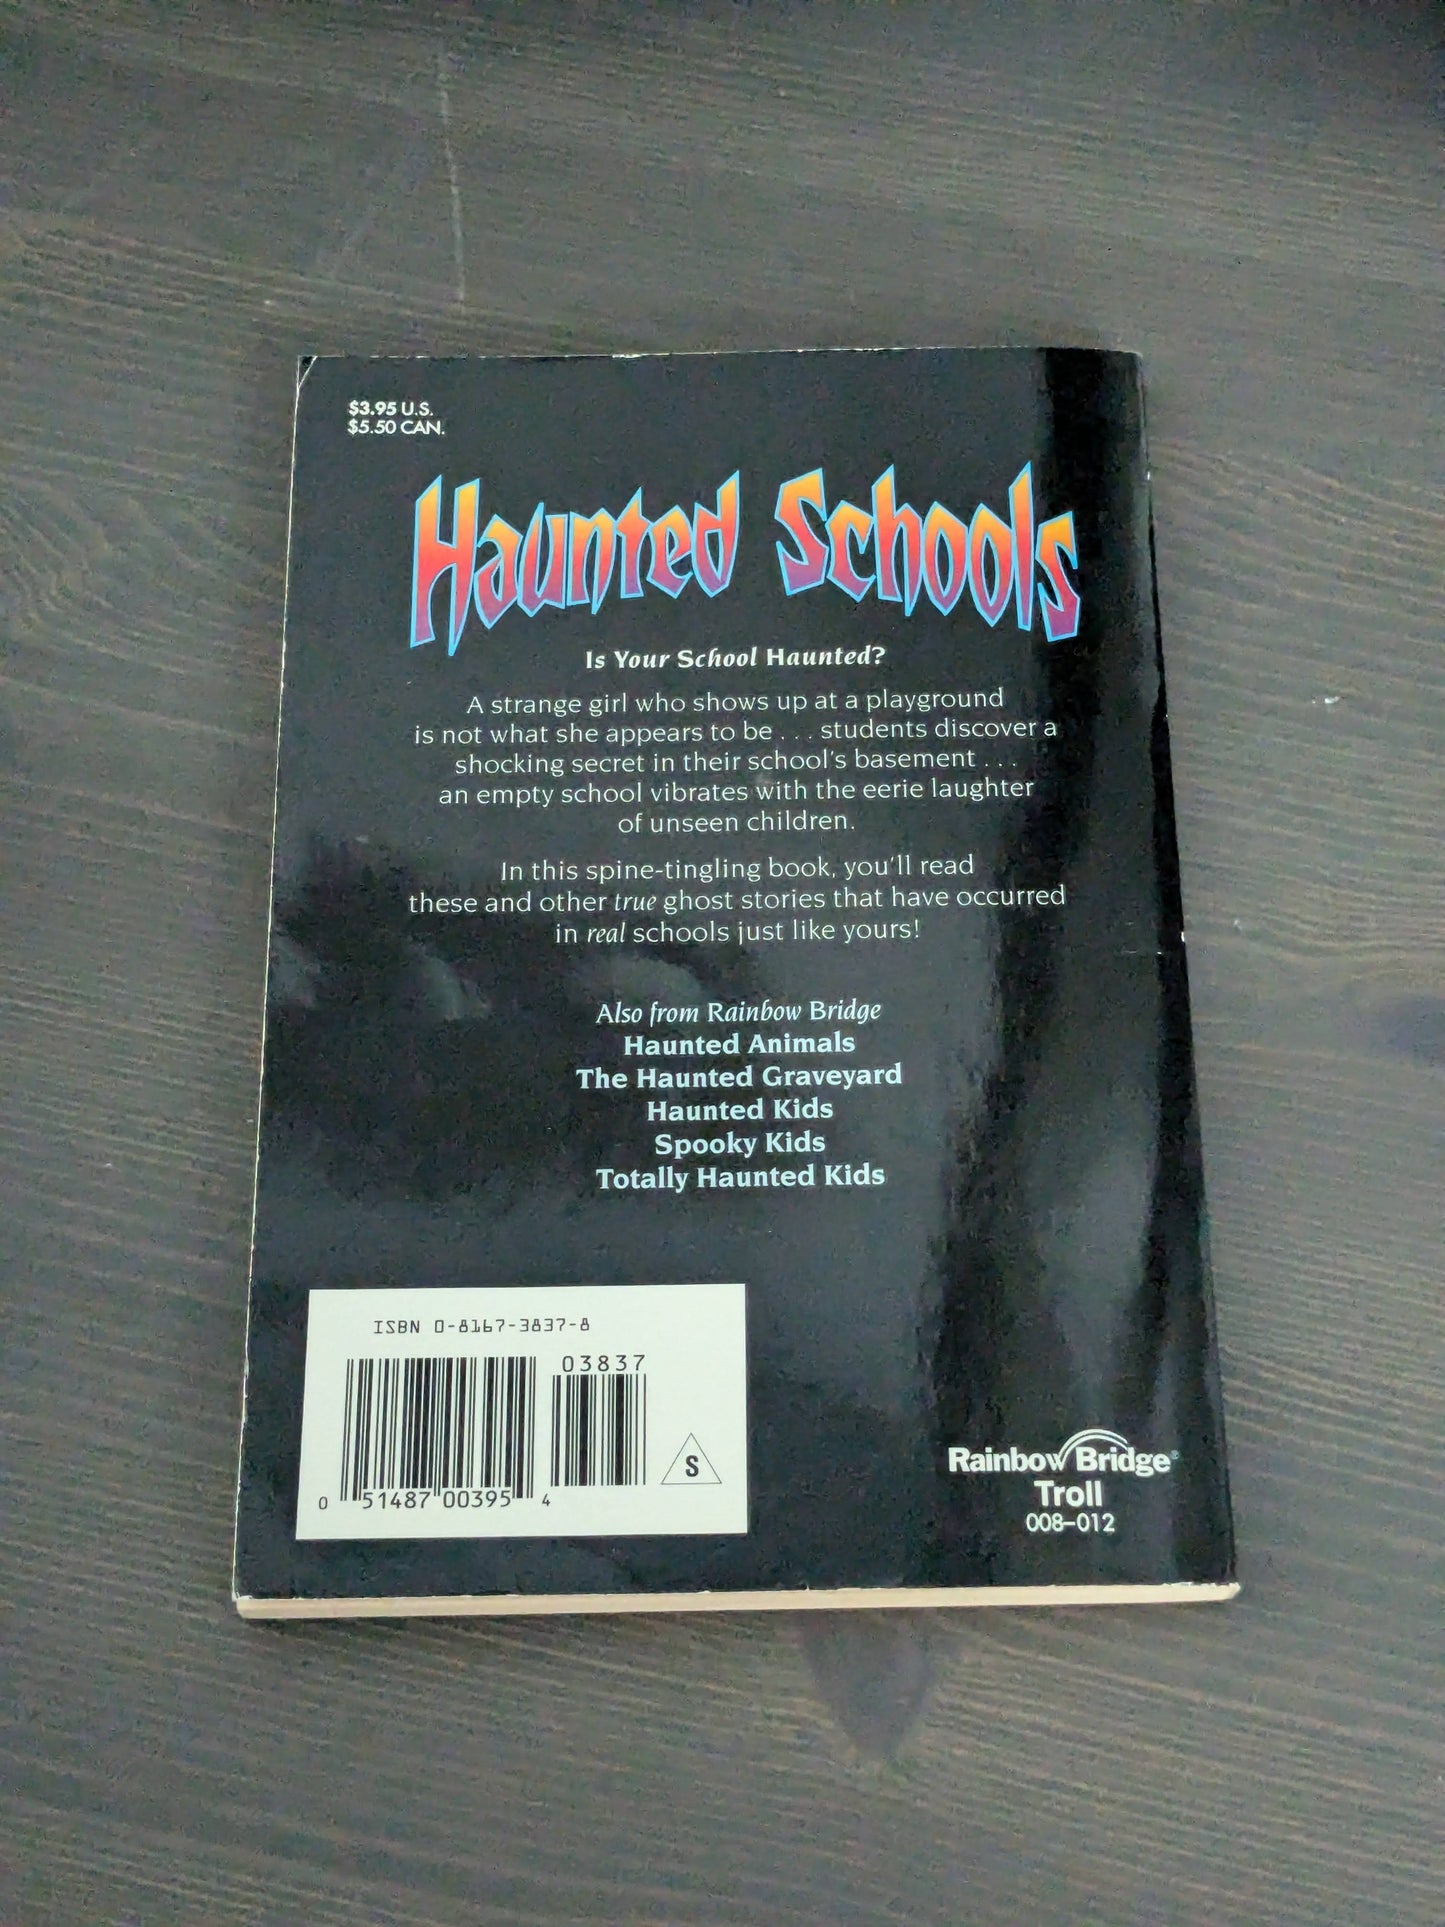 $3.95 U.S.
$5.50 CAN.
Haunted Schools
Is Your School Haunted?
A strange girl who shows up at a playground
is not what she appears to be . . . students discover a
shocking secret in their school's basement . . .
an empty school vibrates with the eerie laughter
of unseen children.
In this spine-tingling book, you'll read
these and other true ghost stories that have occurred
in real schools just like yours!
Also from Rainbow Bridge
Haunted Animals
The Haunted Graveyard
Haunted Kids
Spooky Kids
Totally Haunted Kids
ISBN 0-8167-3837-8
03837
0 51487 00395 4
S
Rainbow Bridge®
Troll
008-012